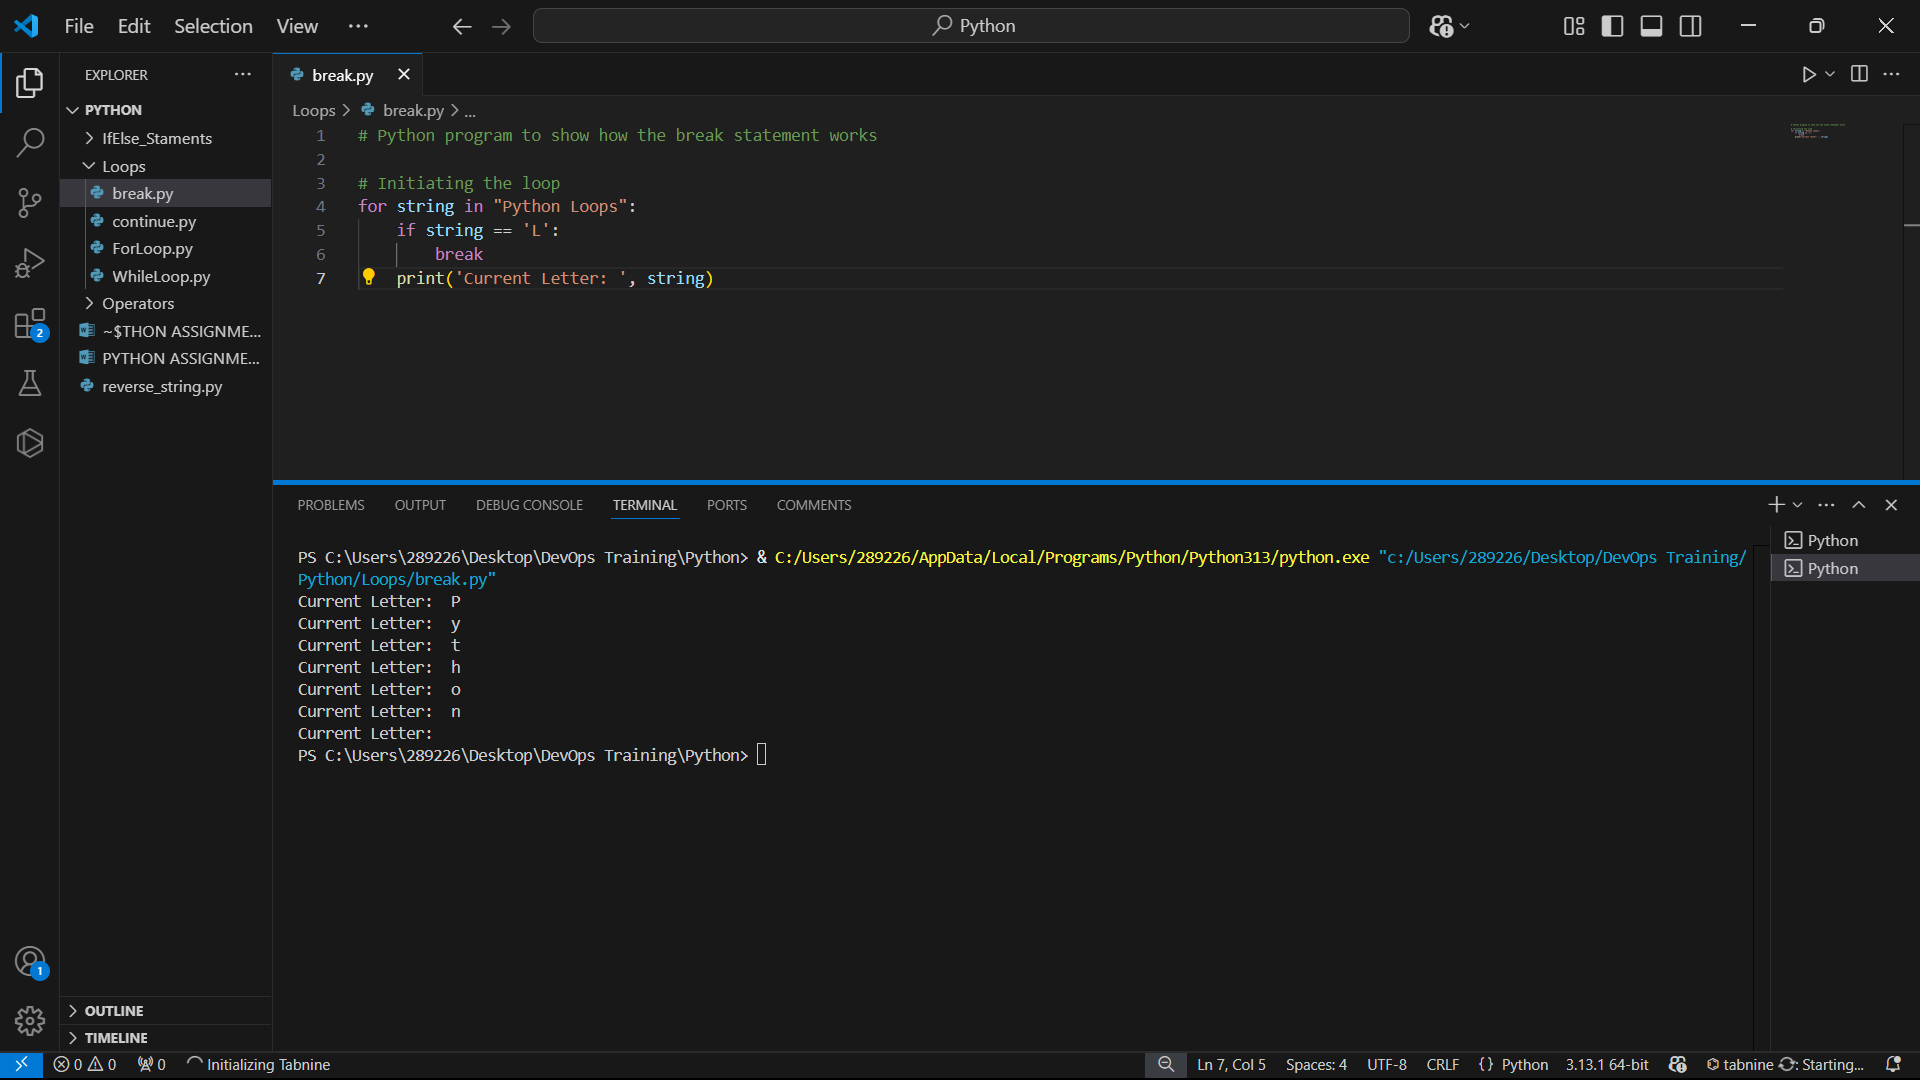 File Edit Selection View ... Python
EXPLORER ...
PYTHON
IfElse_Staments
Loops
break.py
continue.py
ForLoop.py
WhileLoop.py
Operators
~$THON ASSIGNME...
PYTHON ASSIGNME...
reverse_string.py
OUTLINE
TIMELINE
2
1
break.py
Loops > break.py > ...
1 # Python program to show how the break statement works
2
3 # Initiating the loop
4 for string in "Python Loops":
5     if string == 'L':
6         break
7     print('Current Letter: ', string)
PROBLEMS OUTPUT DEBUG CONSOLE TERMINAL PORTS COMMENTS
PS C:\Users\289226\Desktop\DevOps Training\Python> & C:/Users/289226/AppData/Local/Programs/Python/Python313/python.exe "c:/Users/289226/Desktop/DevOps Training/
Python/Loops/break.py"
Current Letter:  P
Current Letter:  y
Current Letter:  t
Current Letter:  h
Current Letter:  o
Current Letter:  n
Current Letter:
PS C:\Users\289226\Desktop\DevOps Training\Python>
Python
Python
0 0 0 Initializing Tabnine Ln 7, Col 5 Spaces: 4 UTF-8 CRLF {} Python 3.13.1 64-bit tabnine : Starting...